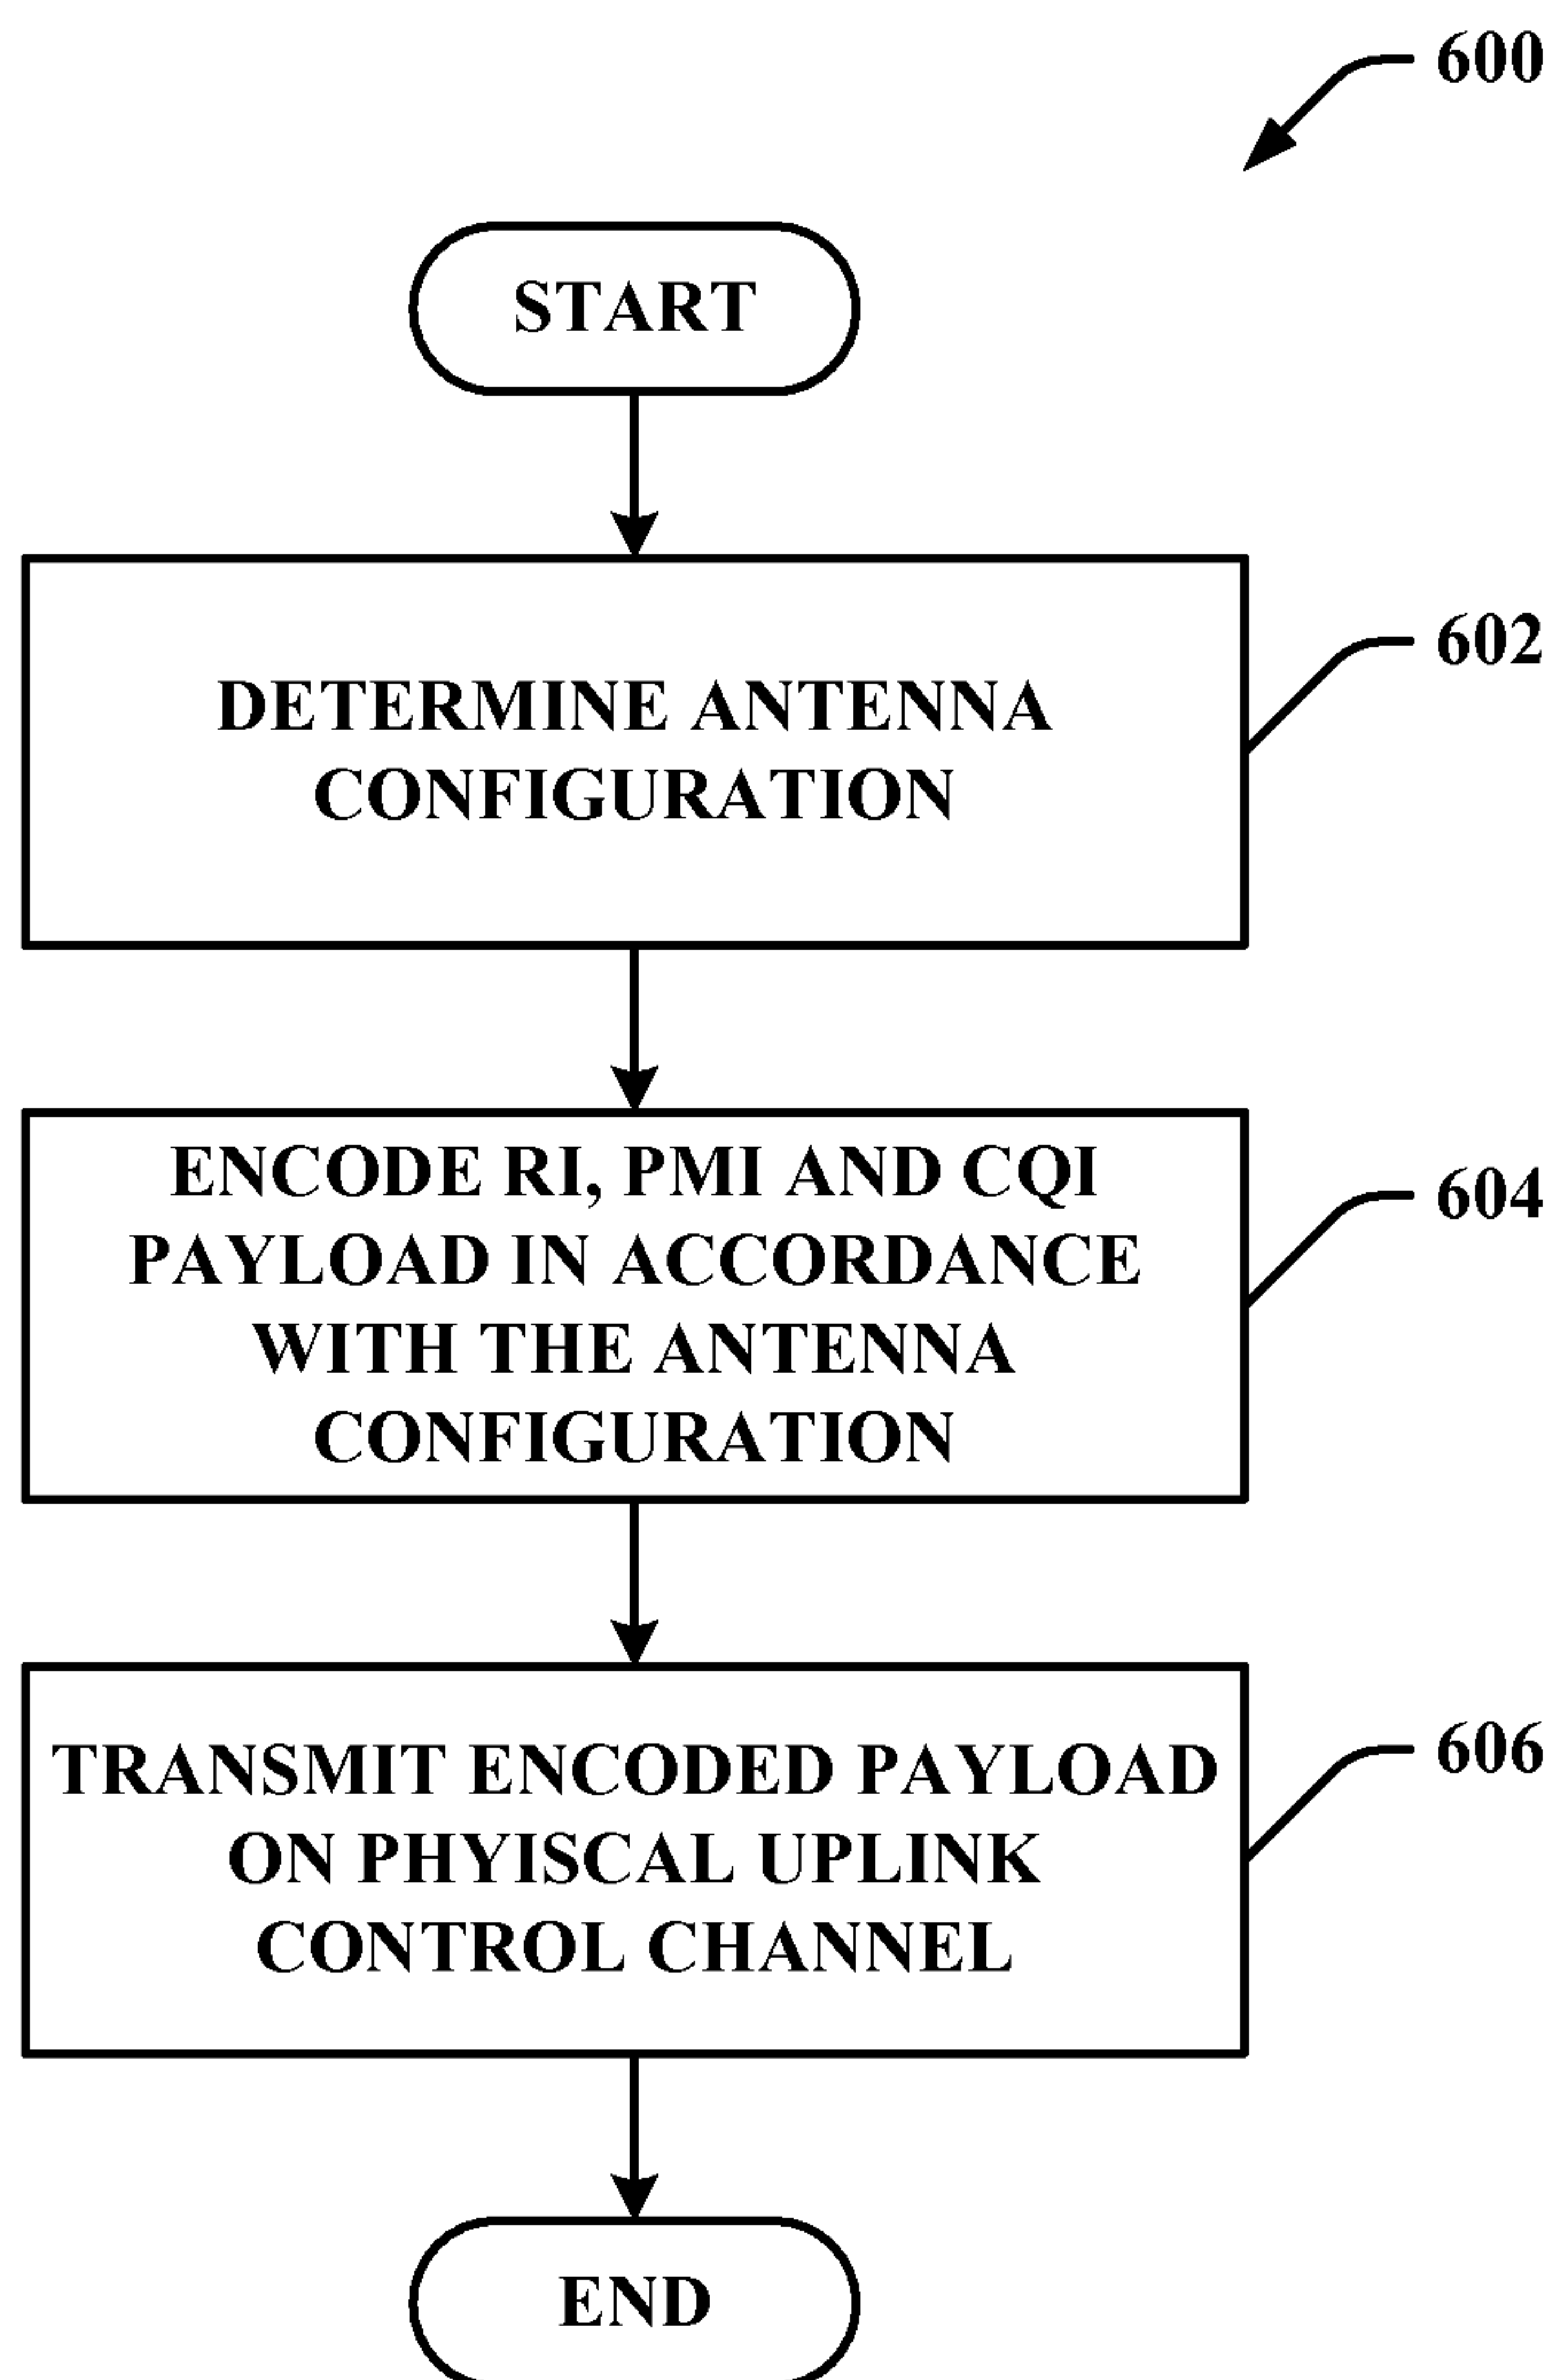 600
START
602
DETERMINE ANTENNA
CONFIGURATION
604
ENCODE RI, PMI AND CQI
PAYLOAD IN ACCORDANCE
WITH THE ANTENNA
CONFIGURATION
606
TRANSMIT ENCODED PAYLOAD
ON PHYISCAL UPLINK
CONTROL CHANNEL
END